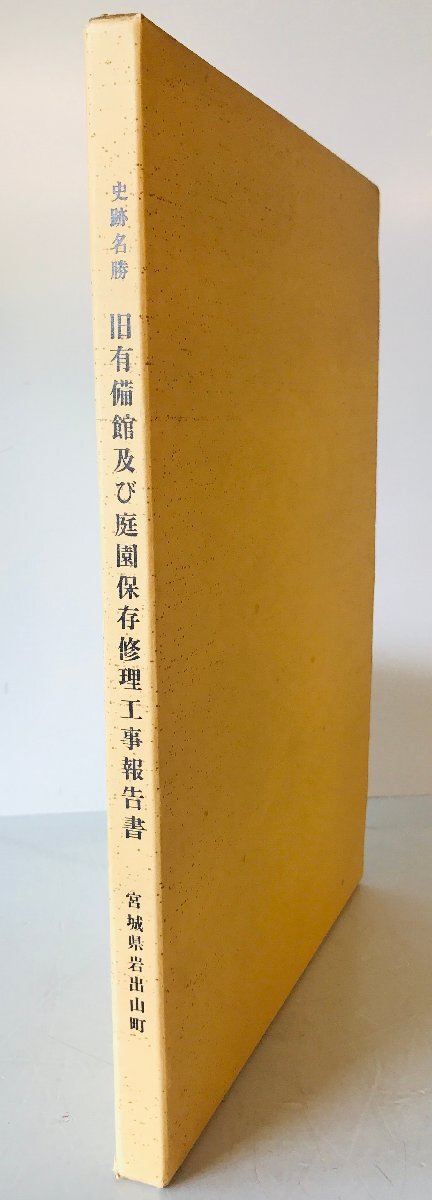 史跡名勝
旧有備館及び庭園保存修理工事報告書
宮城県岩出山町